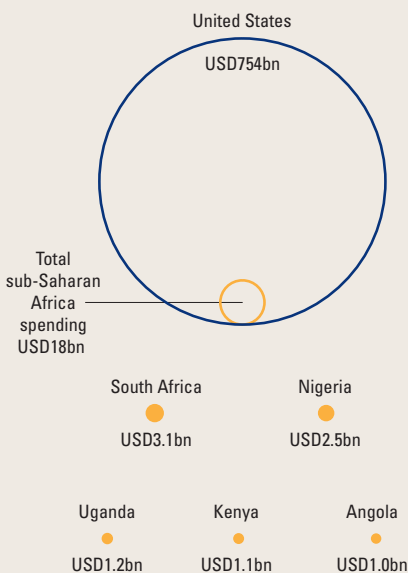 United States
USD754bn
Total
sub-Saharan
Africa
spending
USD18bn
South Africa
USD3.1bn
Nigeria
USD2.5bn
Uganda
USD1.2bn
Kenya
USD1.1bn
Angola
USD1.0bn